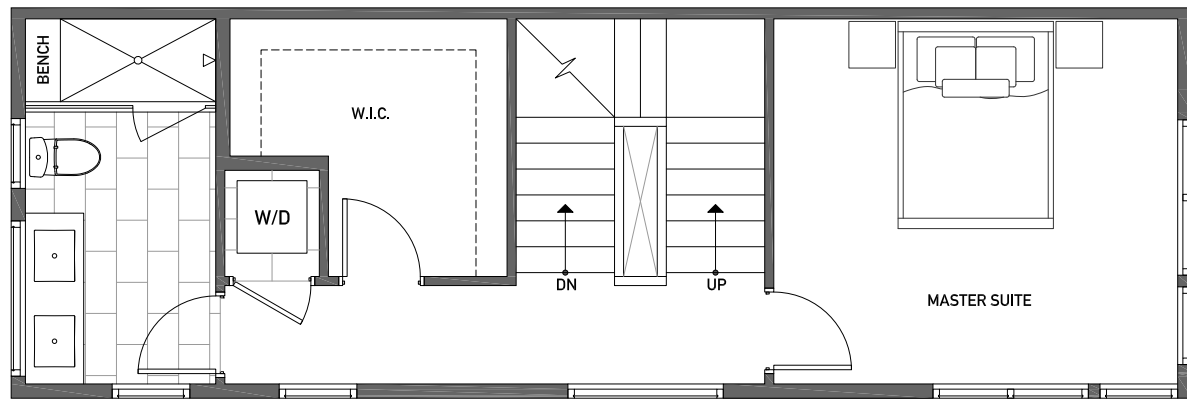 BENCH
W.I.C.
W/D
DN
UP
MASTER SUITE